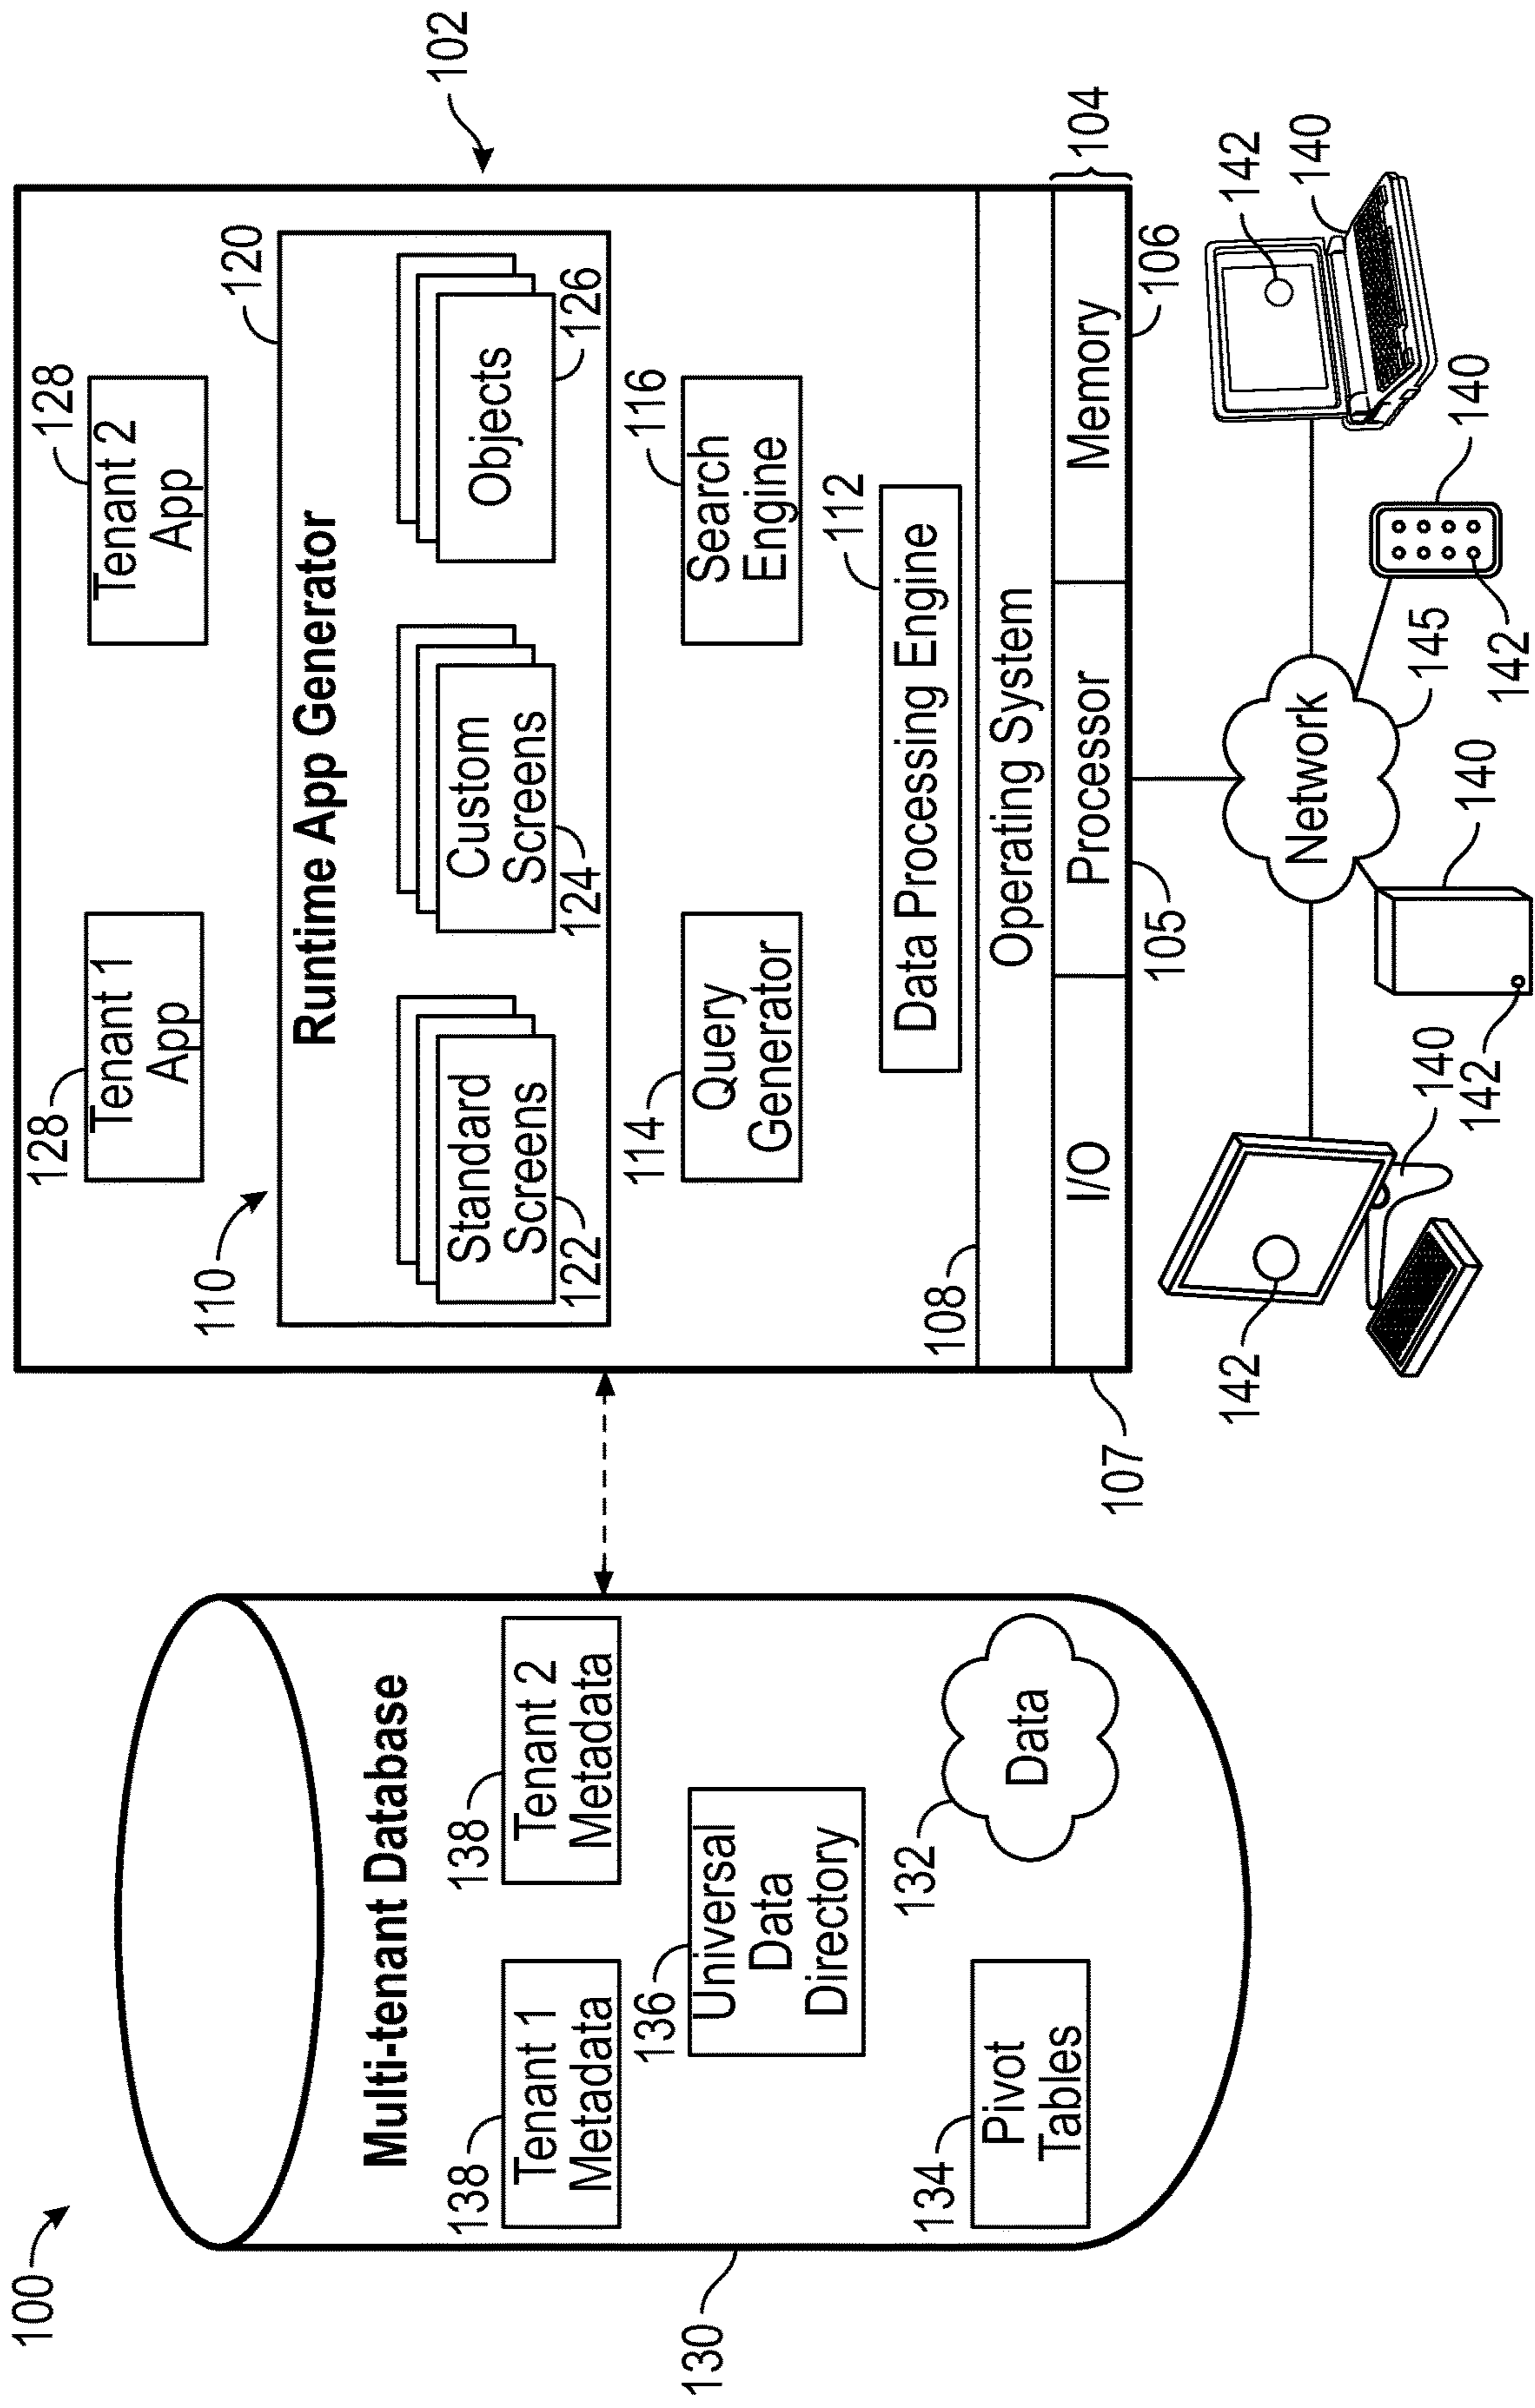 100
130
Multi-tenant Database
138
Tenant 1
Metadata
138
Tenant 2
Metadata
136
Universal
Data
Directory
134
Pivot
Tables
132
Data
102
128
Tenant 1
App
128
Tenant 2
App
110
120
Runtime App Generator
Standard
Screens
122
Custom
Screens
124
Objects
126
114
Query
Generator
116
Search
Engine
112
Data Processing Engine
108
Operating System
104
I/O
Processor
Memory
107
105
106
142
140
142
140
Network
145
142
140
142
140